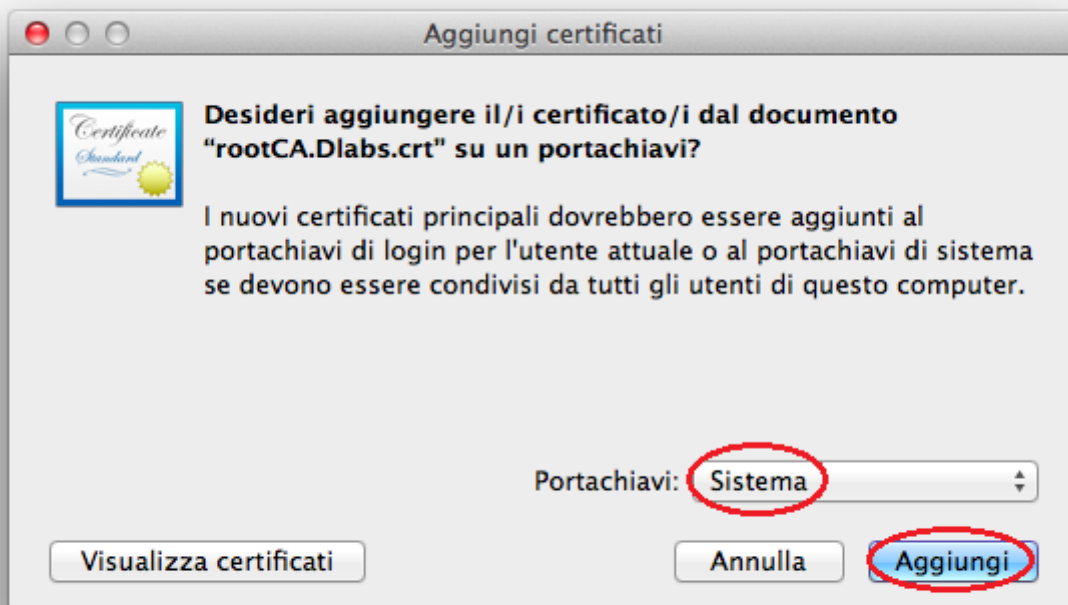 Aggiungi certificati
Certificate
Standard
Desideri aggiungere il/i certificato/i dal documento
“rootCA.Dlabs.crt” su un portachiavi?
I nuovi certificati principali dovrebbero essere aggiunti al
portachiavi di login per l'utente attuale o al portachiavi di sistema
se devono essere condivisi da tutti gli utenti di questo computer.
Portachiavi: Sistema
Visualizza certificati Annulla Aggiungi